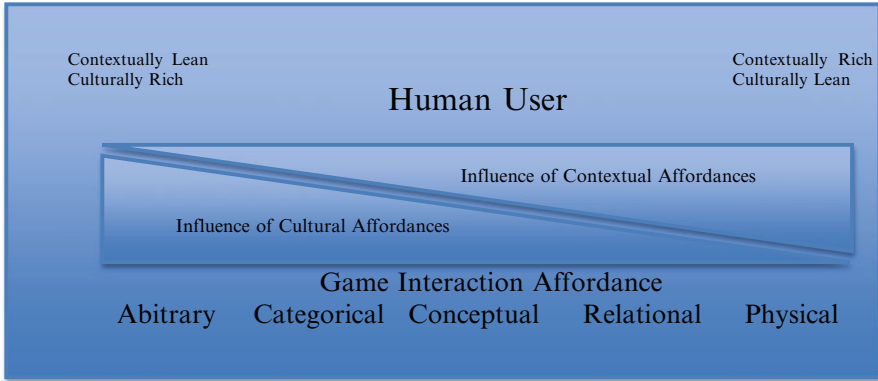 Contextually Lean
Culturally Rich
Contextually Rich
Culturally Lean
Human User
Influence of Contextual Affordances
Influence of Cultural Affordances
Game Interaction Affordance
Abitrary Categorical Conceptual Relational Physical